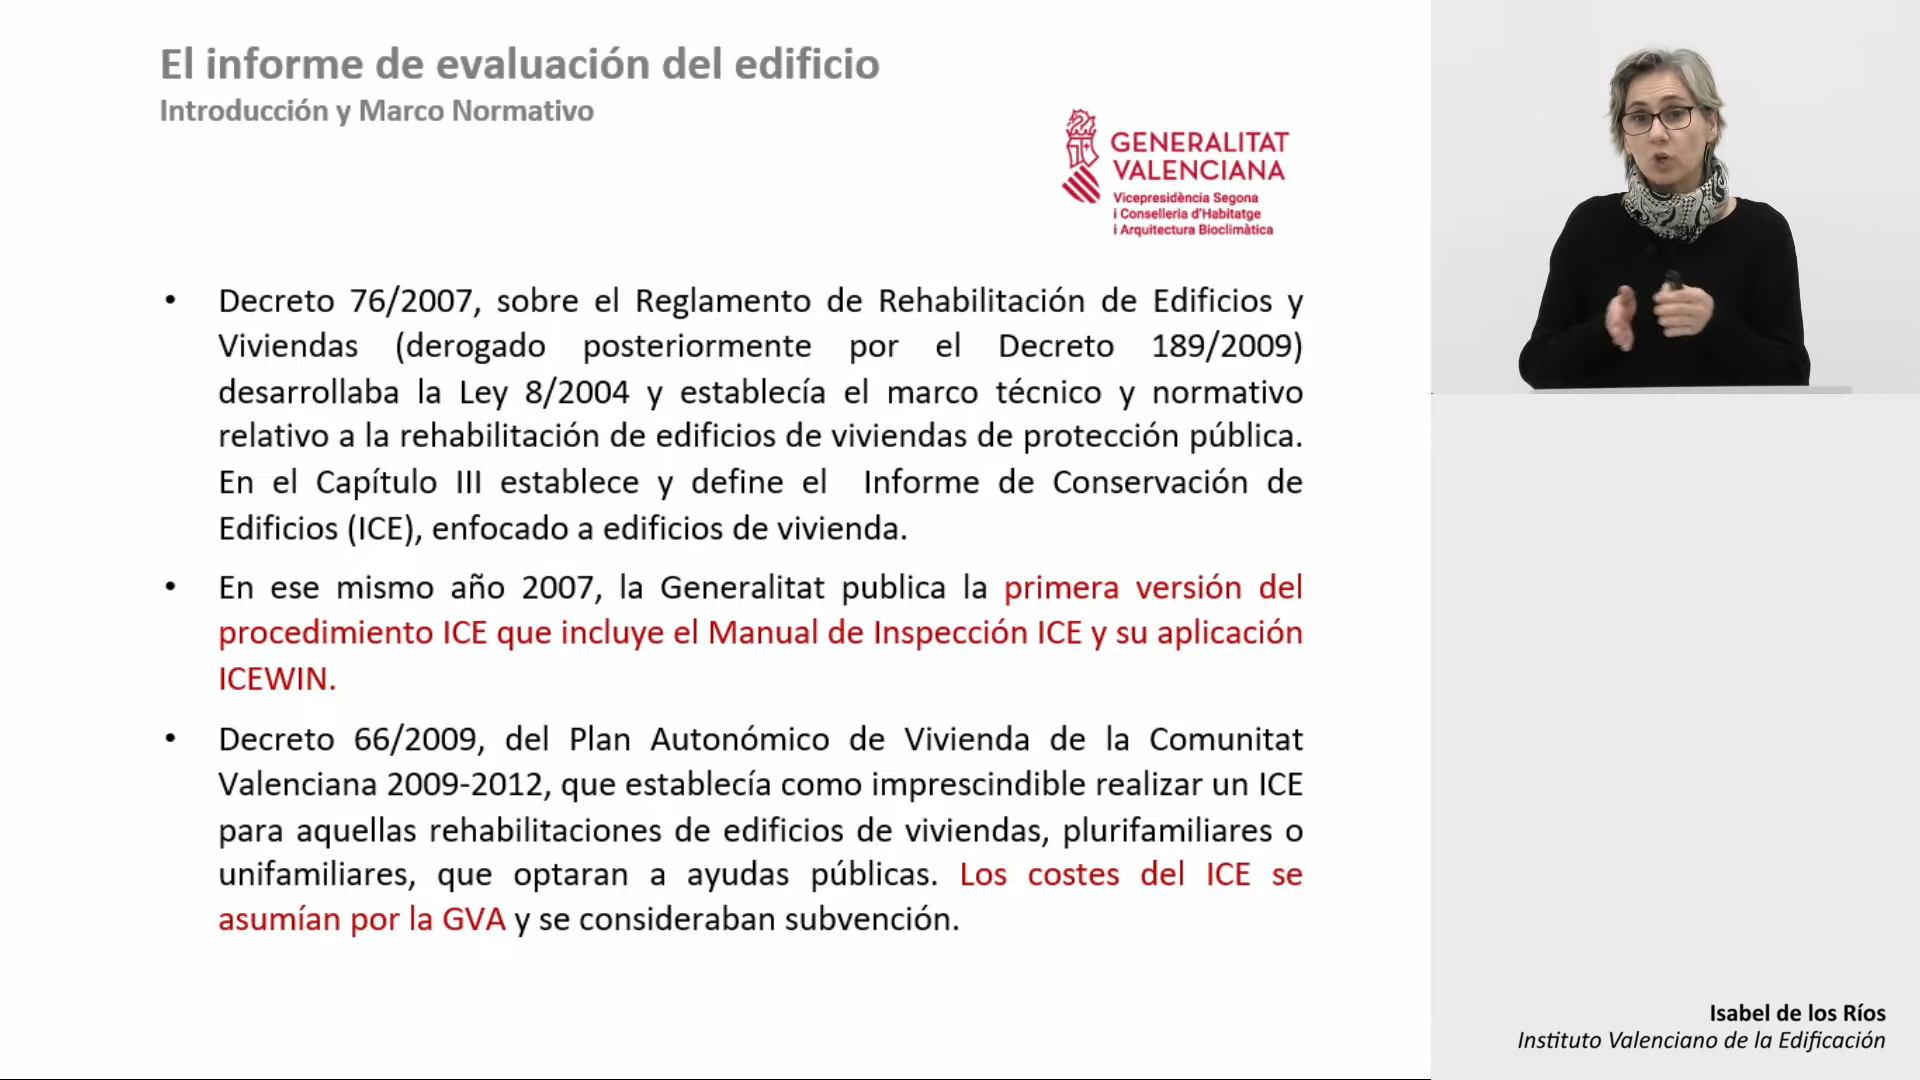 El informe de evaluación del edificio
Introducción y Marco Normativo
GENERALITAT
VALENCIANA
Vicepresidència Segona
i Conselleria d'Habitatge
i Arquitectura Bioclimàtica
• Decreto 76/2007, sobre el Reglamento de Rehabilitación de Edificios y
Viviendas (derogado posteriormente por el Decreto 189/2009)
desarrollaba la Ley 8/2004 y establecía el marco técnico y normativo
relativo a la rehabilitación de edificios de viviendas de protección pública.
En el Capítulo III establece y define el Informe de Conservación de
Edificios (ICE), enfocado a edificios de vivienda.
• En ese mismo año 2007, la Generalitat publica la primera versión del
procedimiento ICE que incluye el Manual de Inspección ICE y su aplicación
ICEWIN.
• Decreto 66/2009, del Plan Autonómico de Vivienda de la Comunitat
Valenciana 2009-2012, que establecía como imprescindible realizar un ICE
para aquellas rehabilitaciones de edificios de viviendas, plurifamiliares o
unifamiliares, que optaran a ayudas públicas. Los costes del ICE se
asumían por la GVA y se consideraban subvención.
Isabel de los Ríos
Instituto Valenciano de la Edificación